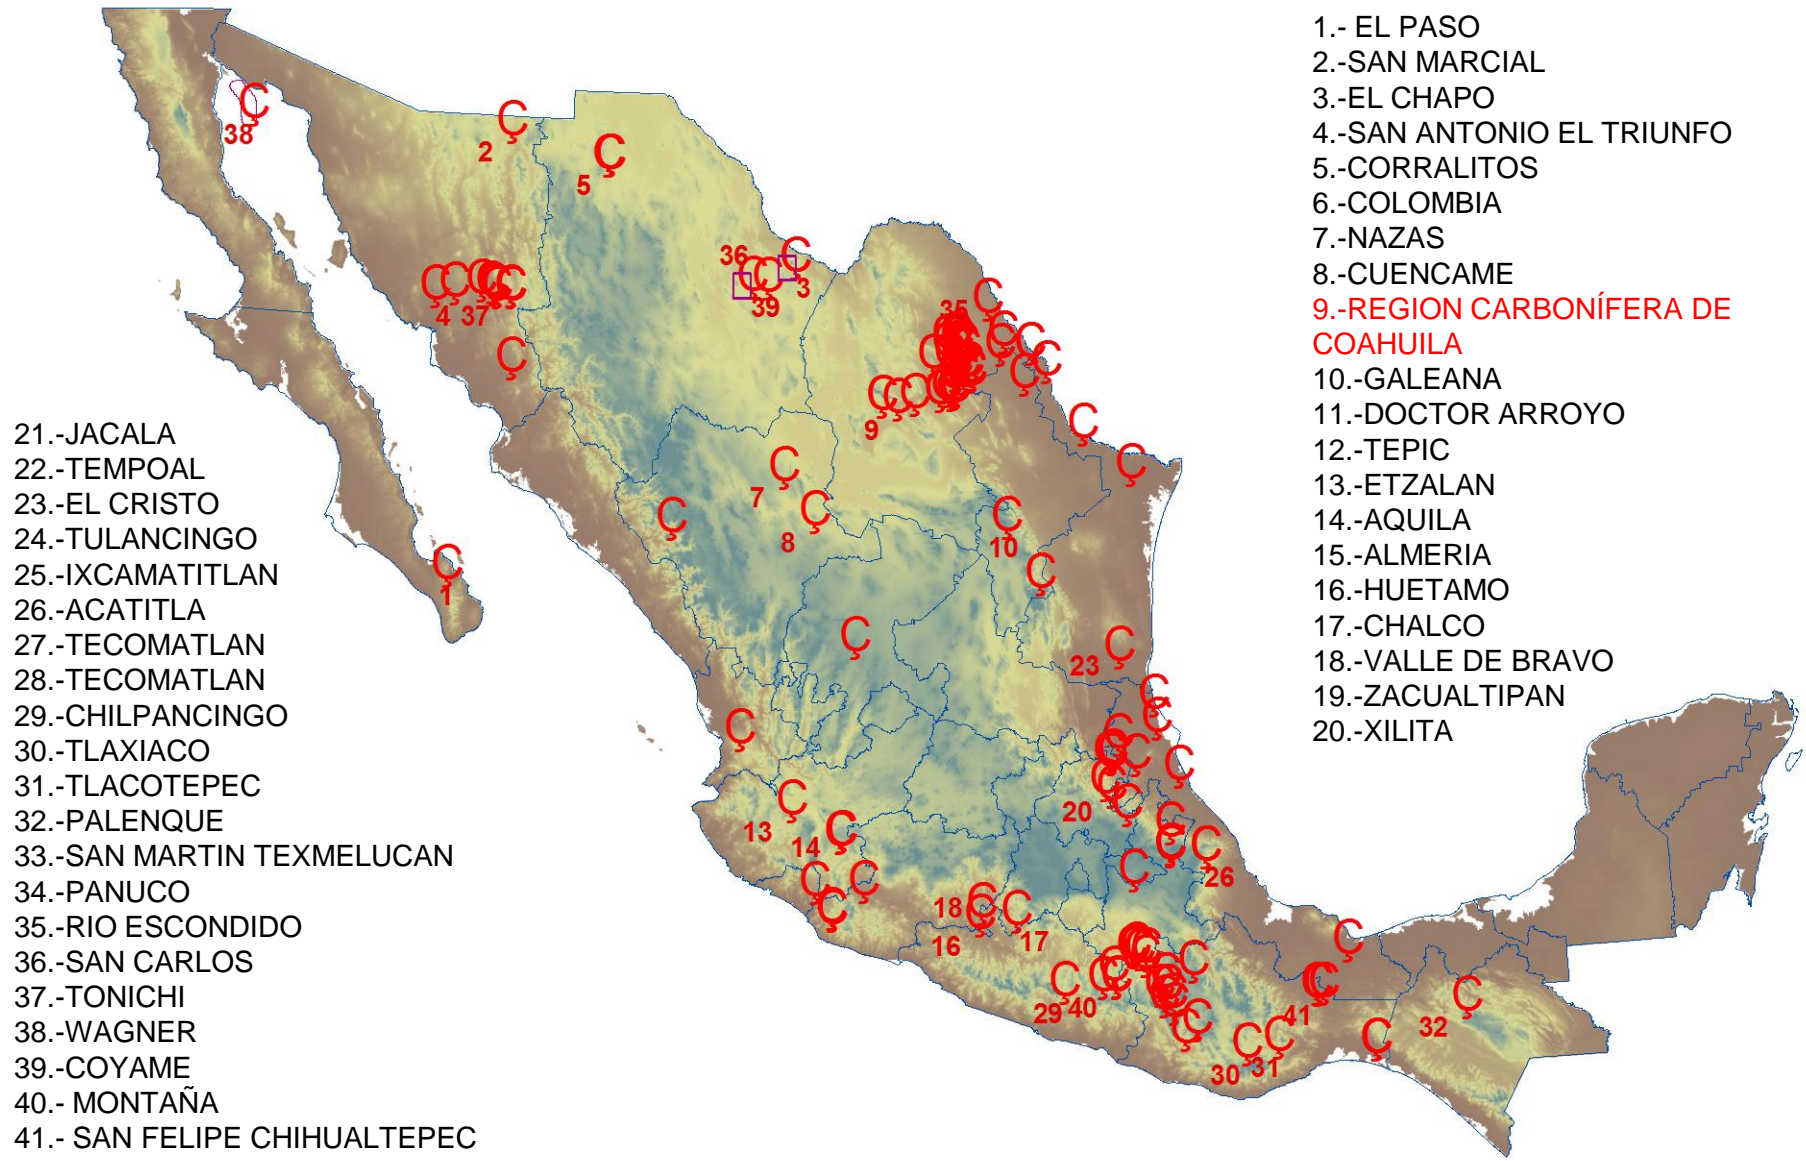 1.- EL PASO
2.-SAN MARCIAL
3.-EL CHAPO
4.-SAN ANTONIO EL TRIUNFO
5.-CORRALITOS
6.-COLOMBIA
7.-NAZAS
8.-CUENCAME
9.-REGION CARBONÍFERA DE
COAHUILA
10.-GALEANA
11.-DOCTOR ARROYO
12.-TEPIC
13.-ETZALAN
14.-AQUILA
15.-ALMERIA
16.-HUETAMO
17.-CHALCO
18.-VALLE DE BRAVO
19.-ZACUALTIPAN
20.-XILITA
21.-JACALA
22.-TEMPOAL
23.-EL CRISTO
24.-TULANCINGO
25.-IXCAMATITLAN
26.-ACATITLA
27.-TECOMATLAN
28.-TECOMATLAN
29.-CHILPANCINGO
30.-TLAXIACO
31.-TLACOTEPEC
32.-PALENQUE
33.-SAN MARTIN TEXMELUCAN
34.-PANUCO
35.-RIO ESCONDIDO
36.-SAN CARLOS
37.-TONICHI
38.-WAGNER
39.-COYAME
40.- MONTAÑA
41.- SAN FELIPE CHIHUALTEPEC
38
2
5
36
3
39
4 37
35
9
7
8
10
1
23
20
13
14
26
18
16
17
29
40
41
32
30
31